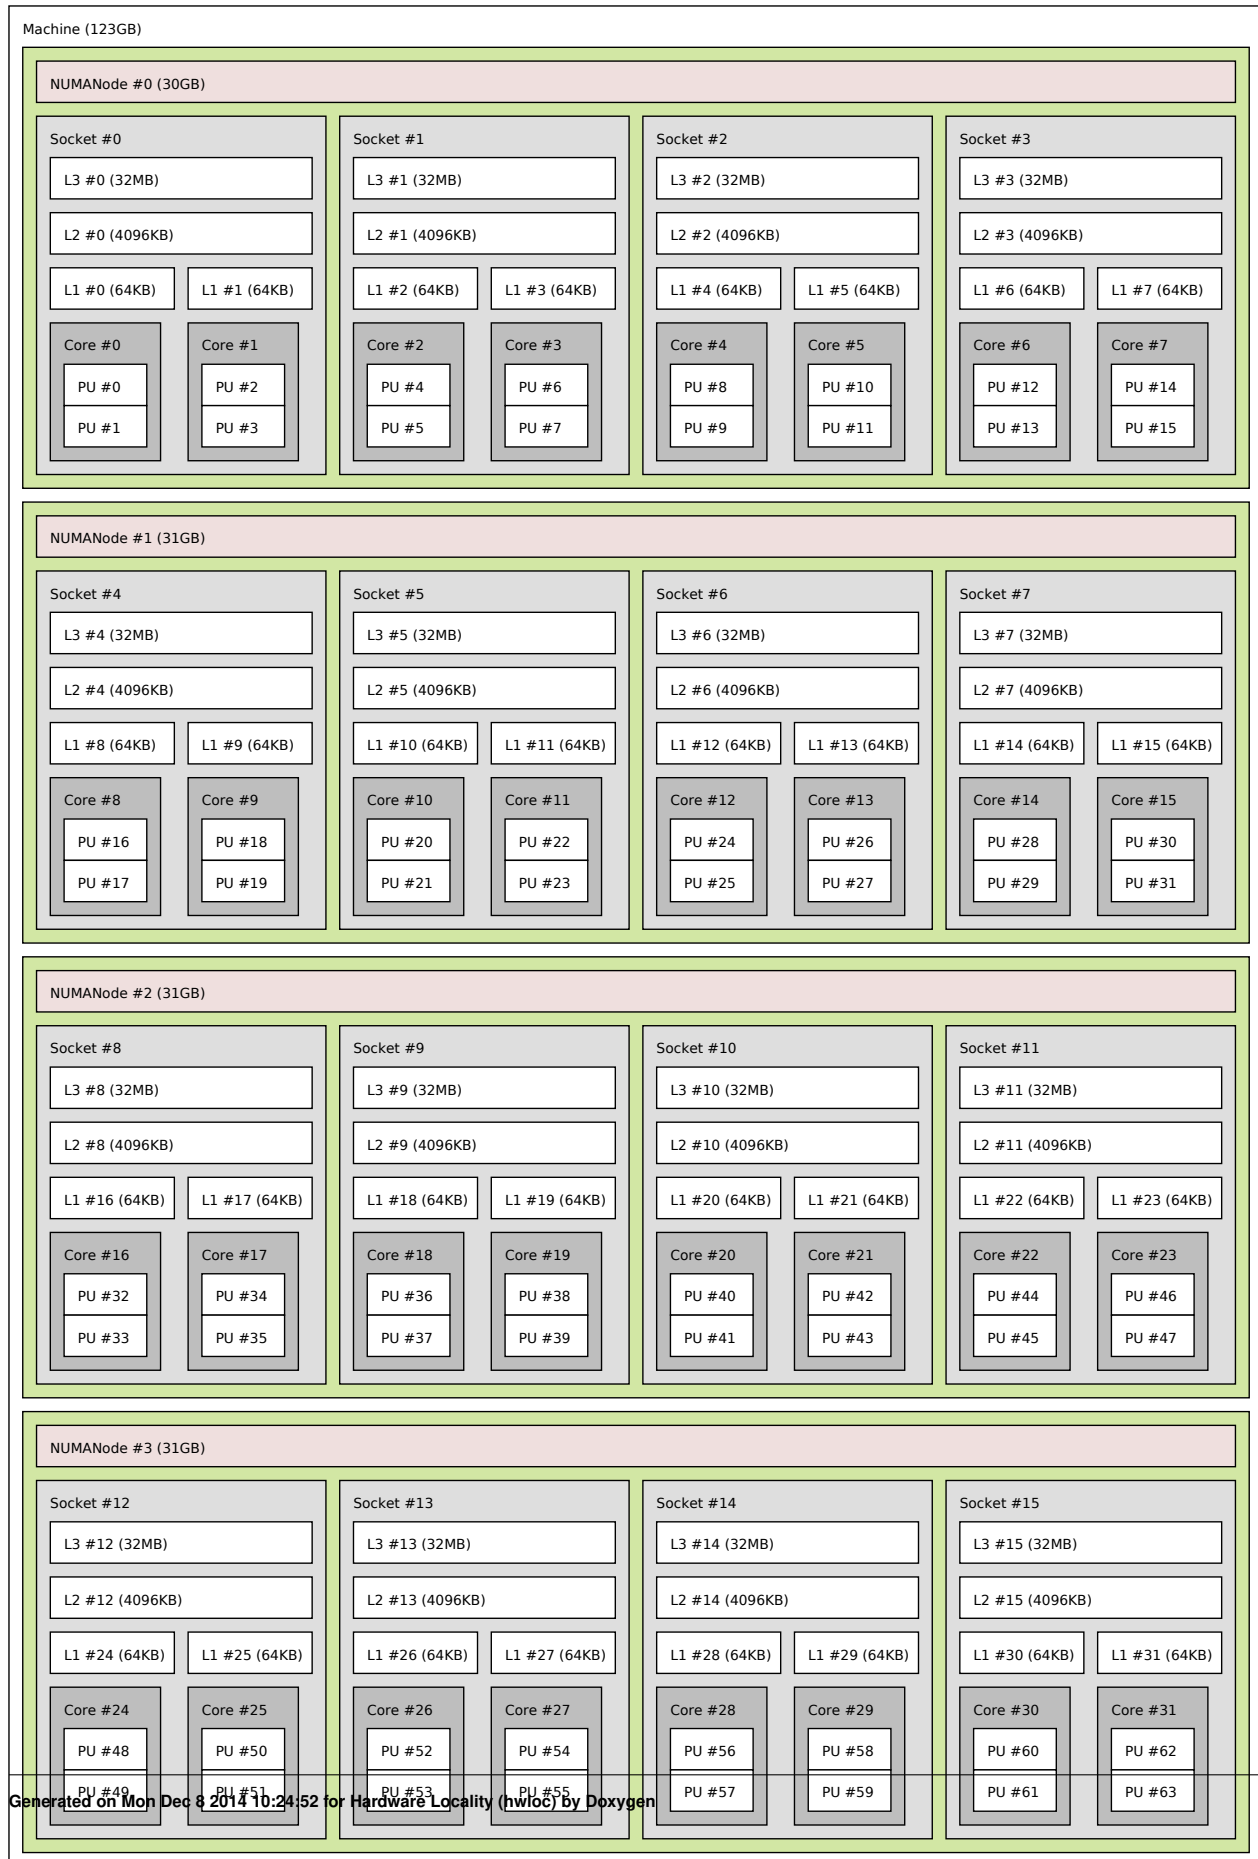 Machine (123GB)
NUMANode #0 (30GB)
Socket #0 Socket #1 Socket #2 Socket #3
L3 #0 (32MB) L3 #1 (32MB) L3 #2 (32MB) L3 #3 (32MB)
L2 #0 (4096KB) L2 #1 (4096KB) L2 #2 (4096KB) L2 #3 (4096KB)
L1 #0 (64KB) L1 #1 (64KB) L1 #2 (64KB) L1 #3 (64KB) L1 #4 (64KB) L1 #5 (64KB) L1 #6 (64KB) L1 #7 (64KB)
Core #0 Core #1 Core #2 Core #3 Core #4 Core #5 Core #6 Core #7
PU #0 PU #2 PU #4 PU #6 PU #8 PU #10 PU #12 PU #14
PU #1 PU #3 PU #5 PU #7 PU #9 PU #11 PU #13 PU #15
NUMANode #1 (31GB)
Socket #4 Socket #5 Socket #6 Socket #7
L3 #4 (32MB) L3 #5 (32MB) L3 #6 (32MB) L3 #7 (32MB)
L2 #4 (4096KB) L2 #5 (4096KB) L2 #6 (4096KB) L2 #7 (4096KB)
L1 #8 (64KB) L1 #9 (64KB) L1 #10 (64KB) L1 #11 (64KB) L1 #12 (64KB) L1 #13 (64KB) L1 #14 (64KB) L1 #15 (64KB)
Core #8 Core #9 Core #10 Core #11 Core #12 Core #13 Core #14 Core #15
PU #16 PU #18 PU #20 PU #22 PU #24 PU #26 PU #28 PU #30
PU #17 PU #19 PU #21 PU #23 PU #25 PU #27 PU #29 PU #31
NUMANode #2 (31GB)
Socket #8 Socket #9 Socket #10 Socket #11
L3 #8 (32MB) L3 #9 (32MB) L3 #10 (32MB) L3 #11 (32MB)
L2 #8 (4096KB) L2 #9 (4096KB) L2 #10 (4096KB) L2 #11 (4096KB)
L1 #16 (64KB) L1 #17 (64KB) L1 #18 (64KB) L1 #19 (64KB) L1 #20 (64KB) L1 #21 (64KB) L1 #22 (64KB) L1 #23 (64KB)
Core #16 Core #17 Core #18 Core #19 Core #20 Core #21 Core #22 Core #23
PU #32 PU #34 PU #36 PU #38 PU #40 PU #42 PU #44 PU #46
PU #33 PU #35 PU #37 PU #39 PU #41 PU #43 PU #45 PU #47
NUMANode #3 (31GB)
Socket #12 Socket #13 Socket #14 Socket #15
L3 #12 (32MB) L3 #13 (32MB) L3 #14 (32MB) L3 #15 (32MB)
L2 #12 (4096KB) L2 #13 (4096KB) L2 #14 (4096KB) L2 #15 (4096KB)
L1 #24 (64KB) L1 #25 (64KB) L1 #26 (64KB) L1 #27 (64KB) L1 #28 (64KB) L1 #29 (64KB) L1 #30 (64KB) L1 #31 (64KB)
Core #24 Core #25 Core #26 Core #27 Core #28 Core #29 Core #30 Core #31
PU #48 PU #50 PU #52 PU #54 PU #56 PU #58 PU #60 PU #62
PU #49 PU #51 PU #53 PU #55 PU #57 PU #59 PU #61 PU #63
Generated on Mon Dec 8 2014 10:24:52 for Hardware Locality (hwloc) by Doxygen